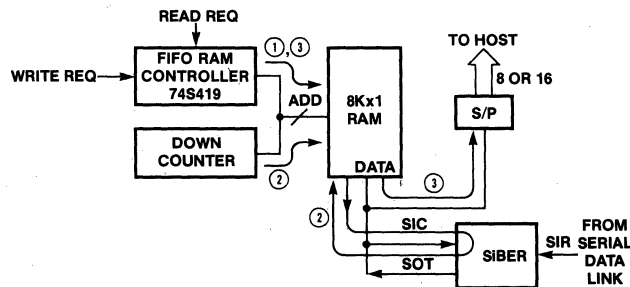 READ REQ
WRITE REQ
FIFO RAM
CONTROLLER
74S419
①,③
ADD
8Kx1
RAM
DATA
TO HOST
8 OR 16
S/P
DOWN
COUNTER
②
③
②
SIC
SOT
SiBER
SIR
FROM
SERIAL
DATA
LINK